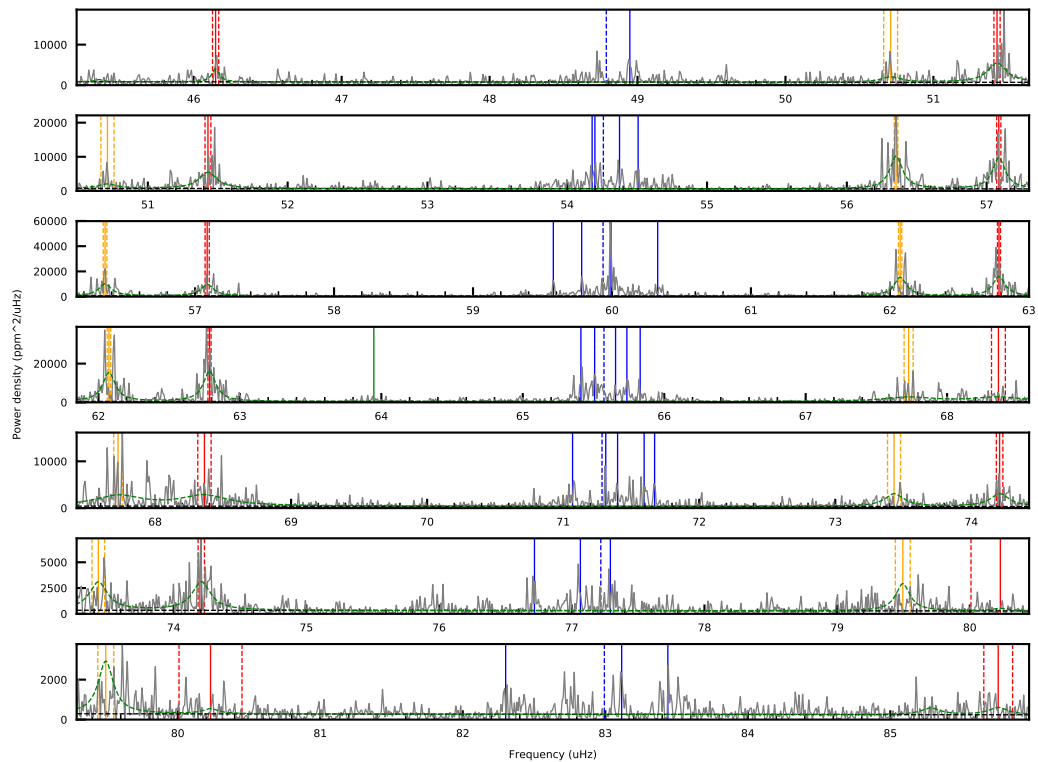 10000
0
46 47 48 49 50 51
20000
10000
0
51 52 53 54 55 56 57
60000
40000
20000
0
57 58 59 60 61 62 63
20000
0
62 63 64 65 66 67 68
10000
0
68 69 70 71 72 73 74
5000
2500
0
74 75 76 77 78 79 80
2000
0
80 81 82 83 84 85
Power density (ppm^2/uHz)
Frequency (uHz)